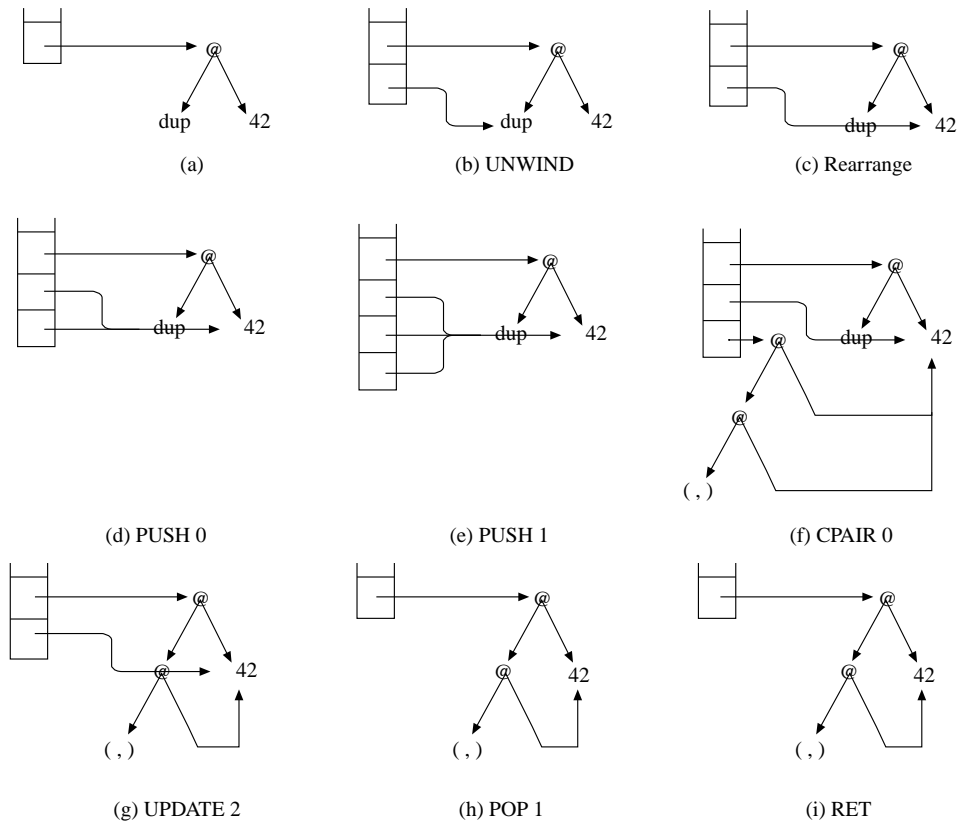 @ @ @
dup 42 dup 42 dup 42
(a) (b) UNWIND (c) Rearrange
@ @ @
dup 42 dup 42 dup 42
@
@
( , )
(d) PUSH 0 (e) PUSH 1 (f) CPAIR 0
@ @ @
@ 42 @ 42 @ 42
( , ) ( , ) ( , )
(g) UPDATE 2 (h) POP 1 (i) RET